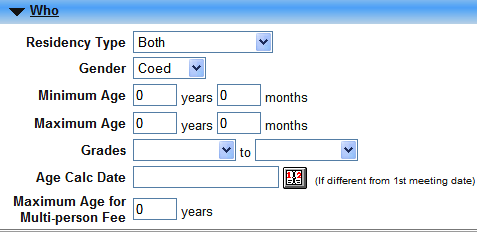 Who
Residency Type Both
Gender Coed
Minimum Age 0 years 0 months
Maximum Age 0 years 0 months
Grades to
Age Calc Date (If different from 1st meeting date)
Maximum Age for
Multi-person Fee 0 years